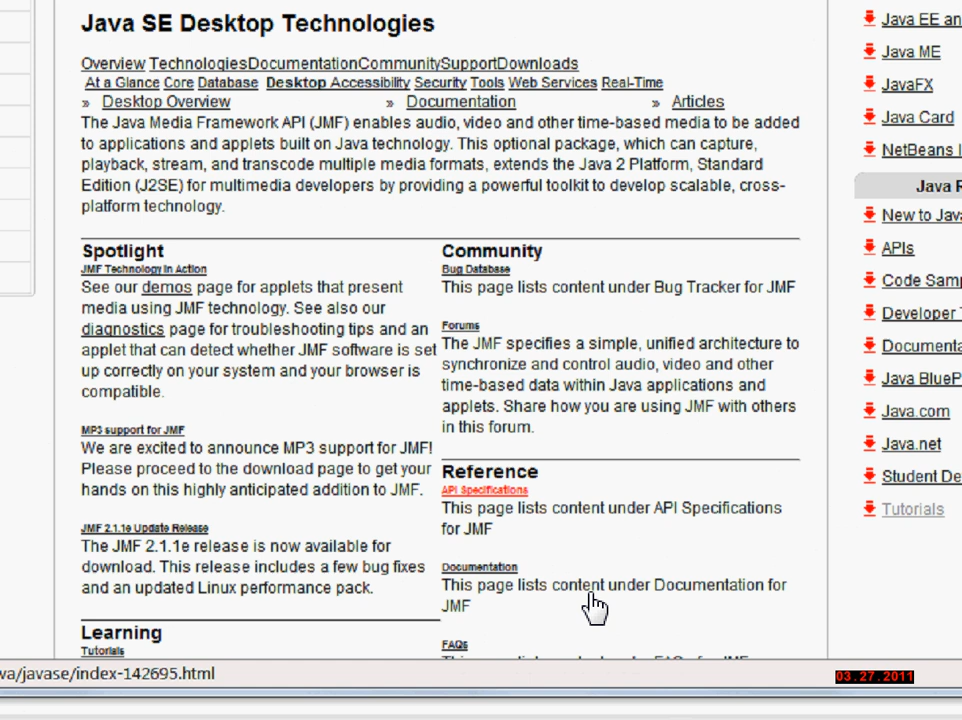 Java SE Desktop Technologies
Overview TechnologiesDocumentationCommunitySupportDownloads
At a Glance Core Database Desktop Accessibility Security Tools Web Services Real-Time
» Desktop Overview » Documentation » Articles
The Java Media Framework API (JMF) enables audio, video and other time-based media to be added
to applications and applets built on Java technology. This optional package, which can capture,
playback, stream, and transcode multiple media formats, extends the Java 2 Platform, Standard
Edition (J2SE) for multimedia developers by providing a powerful toolkit to develop scalable, cross-
platform technology.
Spotlight
JMF Technology in Action
See our demos page for applets that present
media using JMF technology. See also our
diagnostics page for troubleshooting tips and an
applet that can detect whether JMF software is set
up correctly on your system and your browser is
compatible.
MP3 support for JMF
We are excited to announce MP3 support for JMF!
Please proceed to the download page to get your
hands on this highly anticipated addition to JMF.
JMF 2.1.1e Update Release
The JMF 2.1.1e release is now available for
download. This release includes a few bug fixes
and an updated Linux performance pack.
Learning
Tutorials
Community
Bug Database
This page lists content under Bug Tracker for JMF
Forums
The JMF specifies a simple, unified architecture to
synchronize and control audio, video and other
time-based data within Java applications and
applets. Share how you are using JMF with others
in this forum.
Reference
API Specifications
This page lists content under API Specifications
for JMF
Documentation
This page lists content under Documentation for
JMF
FAQs
Java EE an
Java ME
JavaFX
Java Card
NetBeans I
Java R
New to Java
APIs
Code Samp
Developer T
Documenta
Java BlueP
Java.com
Java.net
Student De
Tutorials
va/javase/index-142695.html
03.27.2011